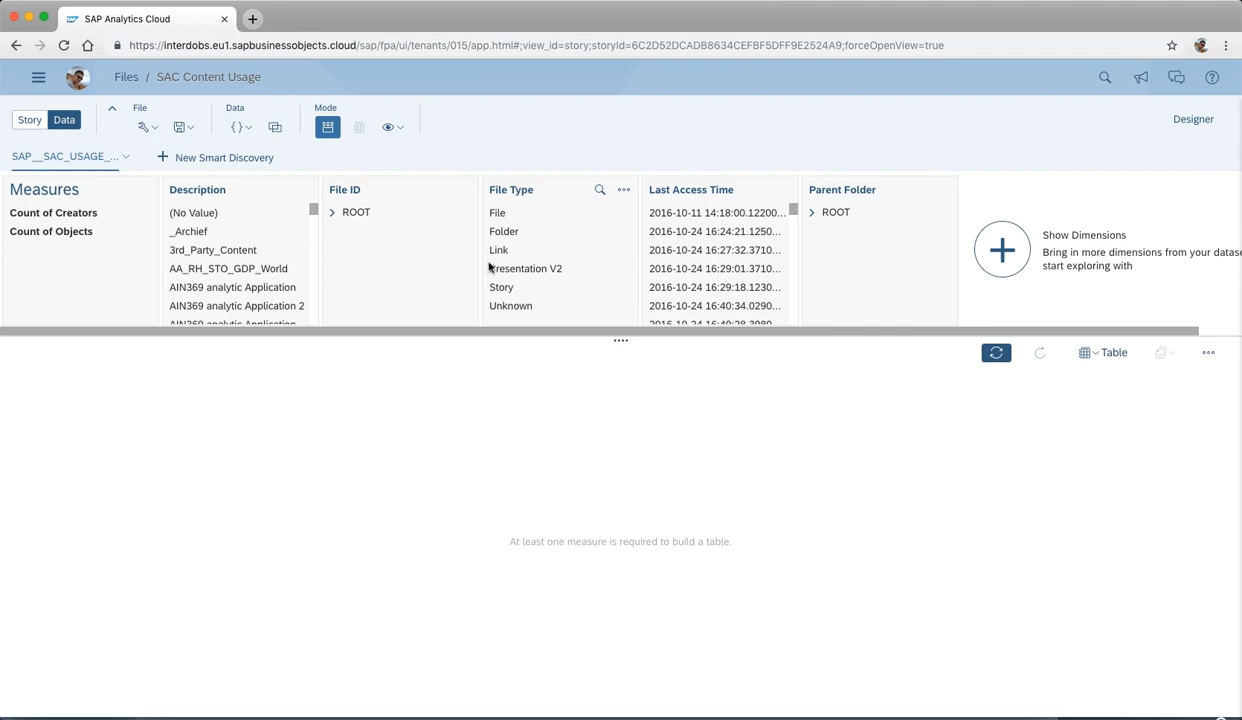 SAP Analytics Cloud
https://interdobs.eu1.sapbusinessobjects.cloud/sap/fpa/ui/tenants/015/app.html#;view_id=story;storyId=6C2D52DCADB8634CEFBF5DFF9E2524A9;forceOpenView=true
Files / SAC Content Usage
File
Data
Mode
Story
Data
Designer
SAP__SAC_USAGE_...
New Smart Discovery
Measures
Count of Creators
Count of Objects
Description
(No Value)
_Archief
3rd_Party_Content
AA_RH_STO_GDP_World
AIN369 analytic Application
AIN369 analytic Application 2
AIN369 analytic Application
File ID
ROOT
File Type
File
Folder
Link
Presentation V2
Story
Unknown
Last Access Time
2016-10-11 14:18:00.12200...
2016-10-24 16:24:21.1250...
2016-10-24 16:27:32.3710...
2016-10-24 16:29:01.3710...
2016-10-24 16:29:18.1230...
2016-10-24 16:40:34.0290...
Parent Folder
ROOT
Show Dimensions
Bring in more dimensions from your datase
start exploring with
Table
At least one measure is required to build a table.